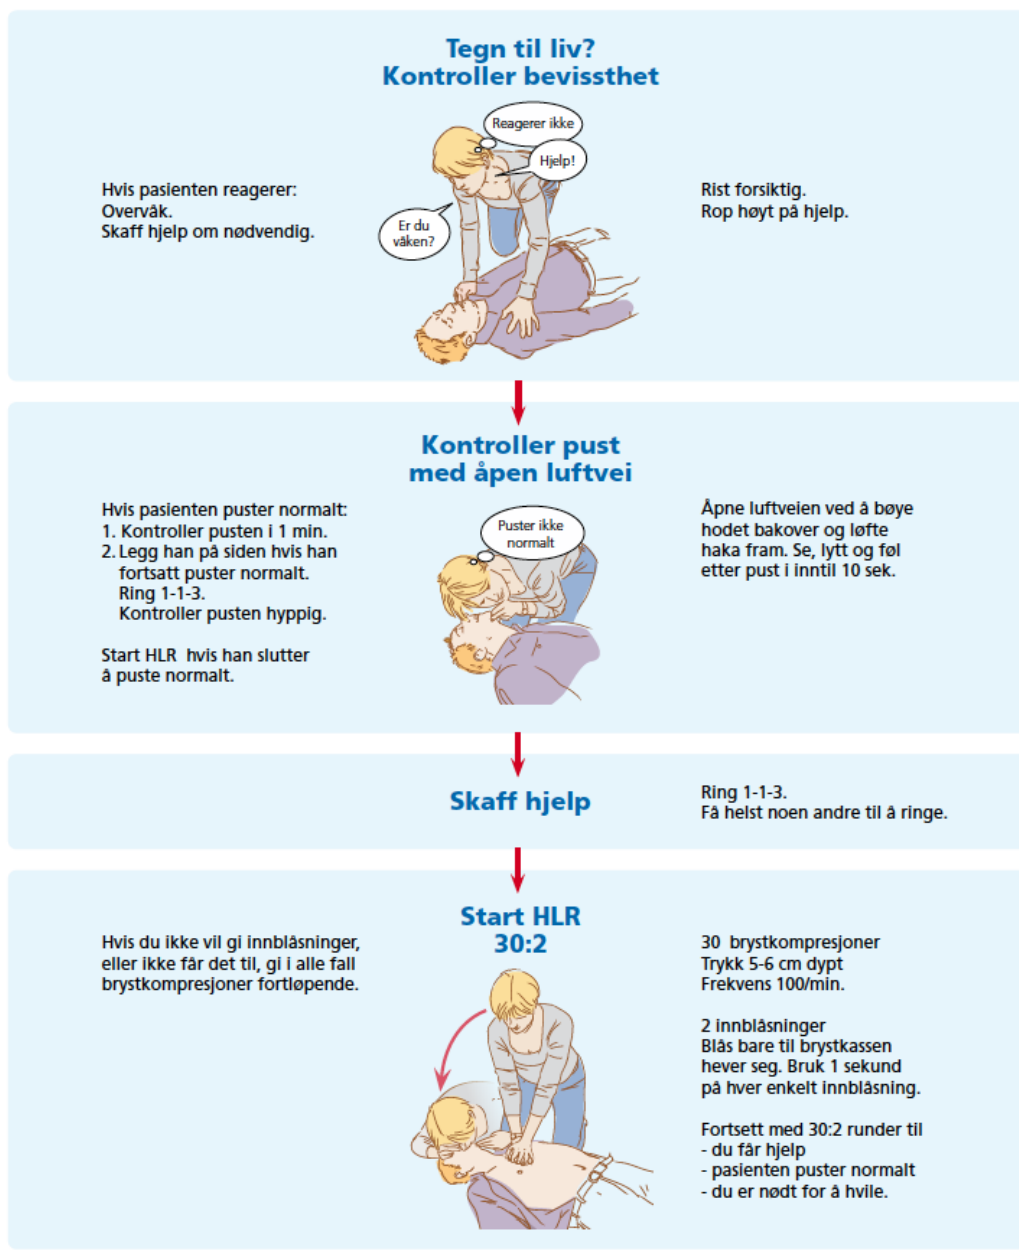 Tegn til liv?
Kontroller bevissthet
Reagerer ikke
Hjelp!
Er du
våken?
Hvis pasienten reagerer:
Overvåk.
Skaff hjelp om nødvendig.
Rist forsiktig.
Rop høyt på hjelp.
Kontroller pust
med åpen luftvei
Puster ikke
normalt
Hvis pasienten puster normalt:
1. Kontroller pusten i 1 min.
2. Legg han på siden hvis han
fortsatt puster normalt.
Ring 1-1-3.
Kontroller pusten hyppig.
Start HLR hvis han slutter
å puste normalt.
Åpne luftveien ved å bøye
hodet bakover og løfte
haka fram. Se, lytt og føl
etter pust i inntil 10 sek.
Skaff hjelp
Ring 1-1-3.
Få helst noen andre til å ringe.
Start HLR
30:2
Hvis du ikke vil gi innblåsninger,
eller ikke får det til, gi i alle fall
brystkompresjoner fortløpende.
30 brystkompresjoner
Trykk 5-6 cm dypt
Frekvens 100/min.
2 innblåsninger
Blås bare til brystkassen
hever seg. Bruk 1 sekund
på hver enkelt innblåsning.
Fortsett med 30:2 runder til
- du får hjelp
- pasienten puster normalt
- du er nødt for å hvile.